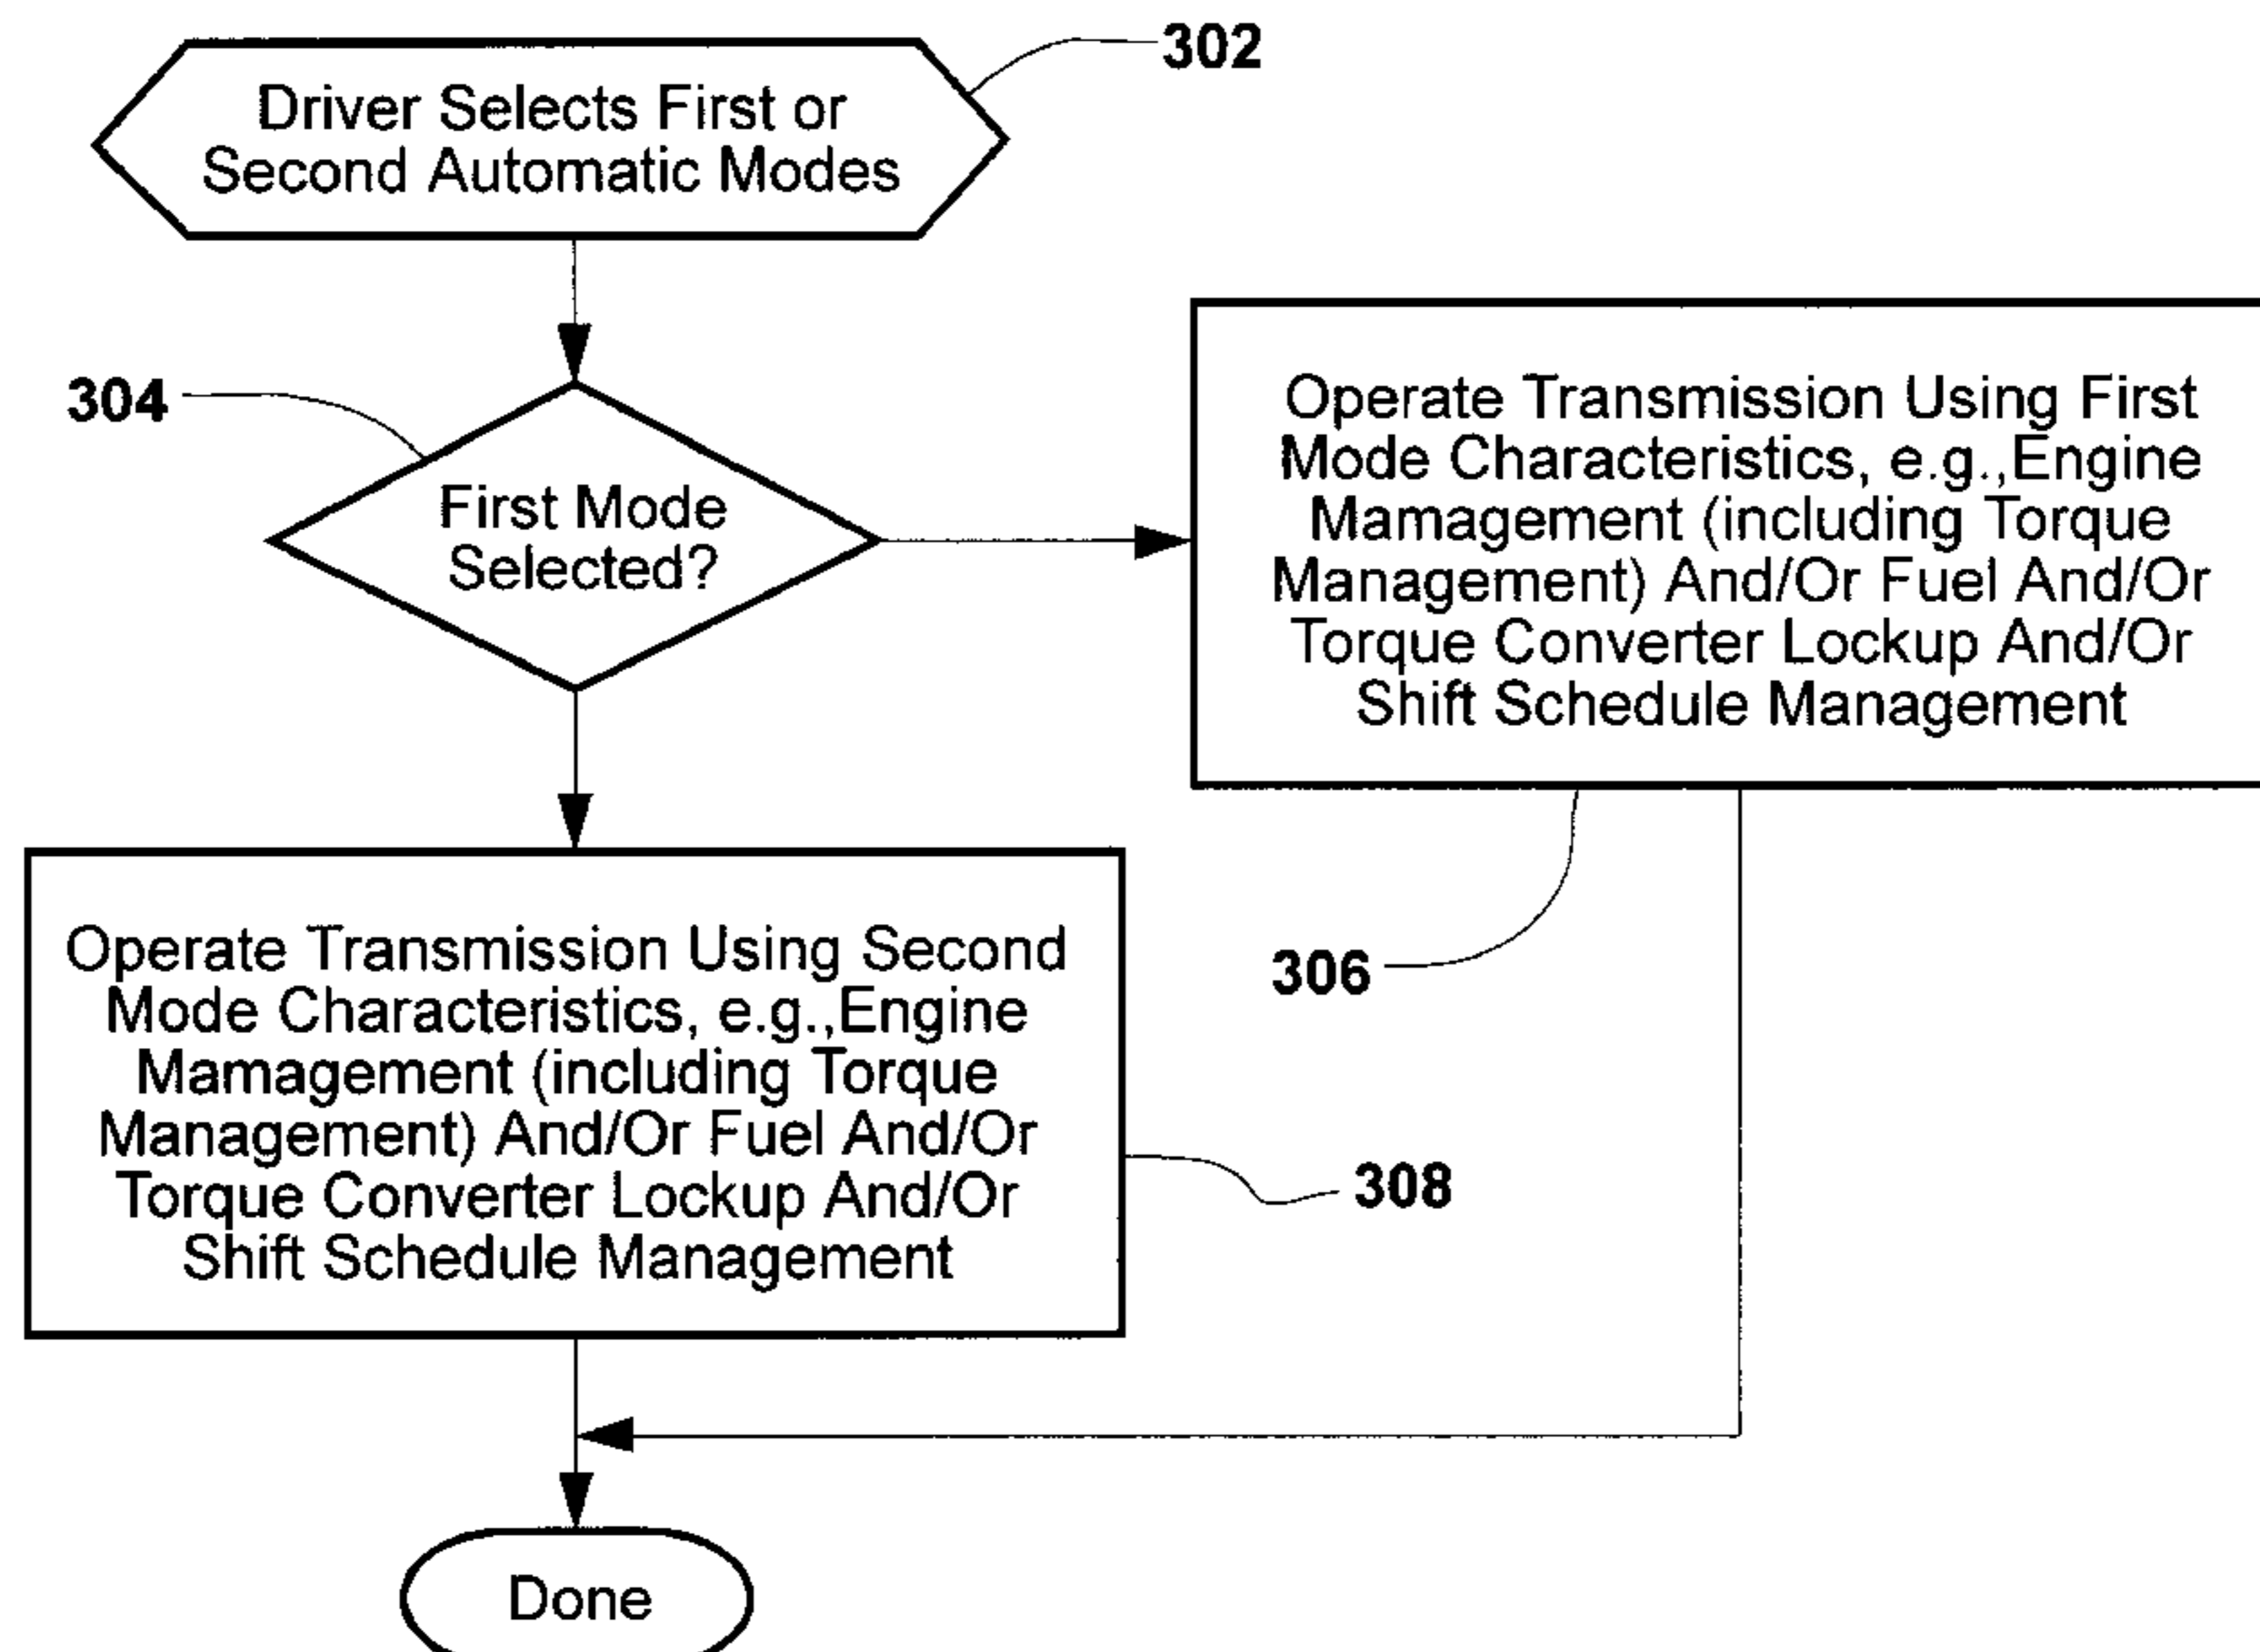 302
Driver Selects First or
Second Automatic Modes
304
First Mode
Selected?
Operate Transmission Using First
Mode Characteristics, e.g.,Engine
Mamagement (including Torque
Management) And/Or Fuel And/Or
Torque Converter Lockup And/Or
Shift Schedule Management
306
Operate Transmission Using Second
Mode Characteristics, e.g.,Engine
Mamagement (including Torque
Management) And/Or Fuel And/Or
Torque Converter Lockup And/Or
Shift Schedule Management
308
Done